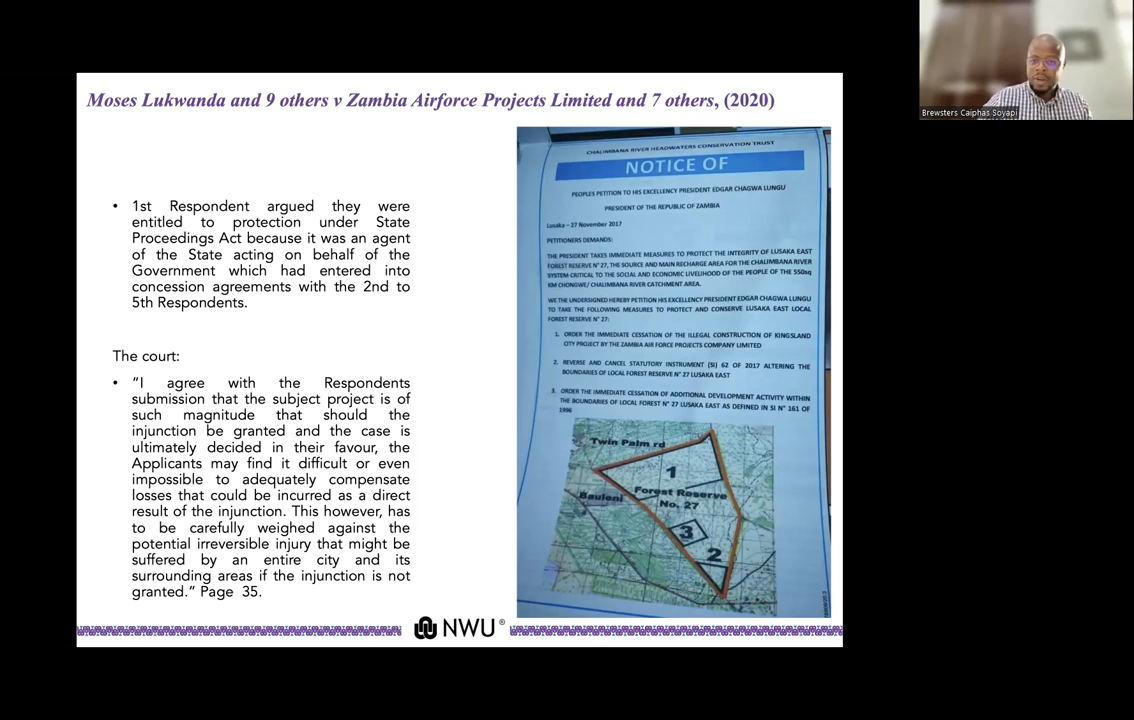 Moses Lukwanda and 9 others v Zambia Airforce Projects Limited and 7 others, (2020)
• 1st Respondent argued they were
entitled to protection under State
Proceedings Act because it was an agent
of the State acting on behalf of the
Government which had entered into
concession agreements with the 2nd to
5th Respondents.
The court:
• “I agree with the Respondents
submission that the subject project is of
such magnitude that should the
injunction be granted and the case is
ultimately decided in their favour, the
Applicants may find it difficult or even
impossible to adequately compensate
losses that could be incurred as a direct
result of the injunction. This however, has
to be carefully weighed against the
potential irreversible injury that might be
suffered by an entire city and its
surrounding areas if the injunction is not
granted.” Page 35.
CHALIMBANA RIVER HEADWATERS CONSERVATION TRUST
NOTICE OF
PEOPLES PETITION TO HIS EXCELLENCY PRESIDENT EDGAR CHAGWA LUNGU
PRESIDENT OF THE REPUBLIC OF ZAMBIA
Lusaka – 27 November 2017
PETITIONERS DEMANDS:
THE PRESIDENT TAKES IMMEDIATE MEASURES TO PROTECT THE INTEGRITY OF LUSAKA EAST
FOREST RESERVE N° 27, THE SOURCE AND MAIN RECHARGE AREA FOR THE CHALIMBANA RIVER
SYSTEM CRITICAL TO THE SOCIAL AND ECONOMIC LIVELIHOOD OF THE PEOPLE OF THE 550sq
KM CHONGWE/ CHALIMBANA RIVER CATCHMENT AREA.
WE THE UNDERSIGNED HEREBY PETITION HIS EXCELLENCY PRESIDENT EDGAR CHAGWA LUNGU
TO TAKE THE FOLLOWING MEASURES TO PROTECT AND CONSERVE LUSAKA EAST LOCAL
FOREST RESERVE N° 27:
1. ORDER THE IMMEDIATE CESSATION OF THE ILLEGAL CONSTRUCTION OF KINGSLAND
CITY PROJECT BY THE ZAMBIA AIR FORCE PROJECTS COMPANY LIMITED
2. REVERSE AND CANCEL STATUTORY INSTRUMENT (SI) 62 OF 2017 ALTERING THE
BOUNDARIES OF LOCAL FOREST RESERVE N° 27 LUSAKA EAST
3. ORDER THE IMMEDIATE CESSATION OF ADDITIONAL DEVELOPMENT ACTIVITY WITHIN
THE BOUNDARIES OF LOCAL FOREST N° 27 LUSAKA EAST AS DEFINED IN SI N° 161 OF
1996
Twin Palm rd
1
Bauleni
Forest Reserve
No. 27
3
2
NWU®
Brewsters Caiphas Soyapi